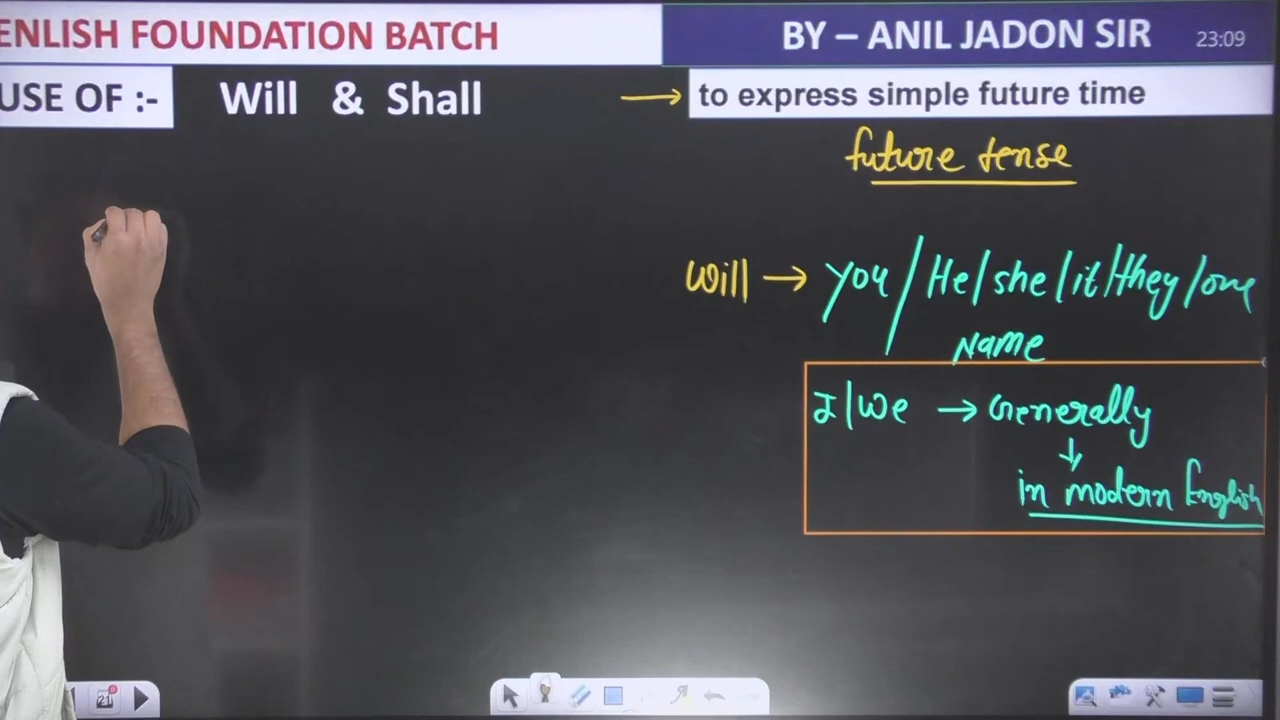 ENLISH FOUNDATION BATCH
BY – ANIL JADON SIR 23:09
USE OF :- Will & Shall → to express simple future time
future tense
Will → You / He / she / it / they / one
Name
I / We → Generally
↓
in modern English
21